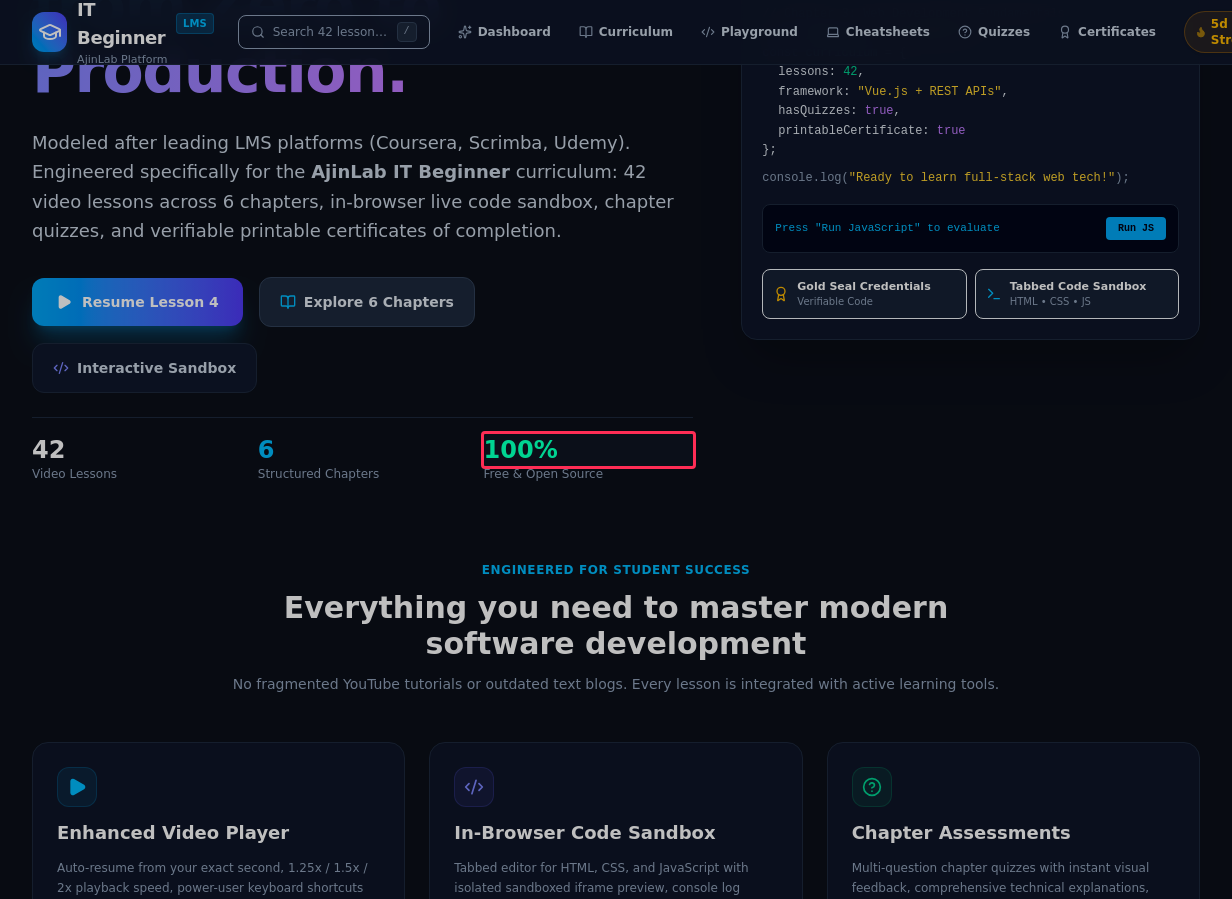 IT
Beginner
LMS
AjinLab Platform
Search 42 lesson...
/
Dashboard
Curriculum
Playground
Cheatsheets
Quizzes
Certificates
5d
Production.
Modeled after leading LMS platforms (Coursera, Scrimba, Udemy).
Engineered specifically for the AjinLab IT Beginner curriculum: 42
video lessons across 6 chapters, in-browser live code sandbox, chapter
quizzes, and verifiable printable certificates of completion.
Resume Lesson 4
Explore 6 Chapters
Interactive Sandbox
42
Video Lessons
6
Structured Chapters
100%
Free & Open Source
lessons: 42,
framework: "Vue.js + REST APIs",
hasQuizzes: true,
printableCertificate: true
};
console.log("Ready to learn full-stack web tech!");
Press "Run JavaScript" to evaluate
Run JS
Gold Seal Credentials
Verifiable Code
Tabbed Code Sandbox
HTML • CSS • JS
ENGINEERED FOR STUDENT SUCCESS
Everything you need to master modern
software development
No fragmented YouTube tutorials or outdated text blogs. Every lesson is integrated with active learning tools.
Enhanced Video Player
Auto-resume from your exact second, 1.25x / 1.5x /
2x playback speed, power-user keyboard shortcuts
In-Browser Code Sandbox
Tabbed editor for HTML, CSS, and JavaScript with
isolated sandboxed iframe preview, console log
Chapter Assessments
Multi-question chapter quizzes with instant visual
feedback, comprehensive technical explanations,